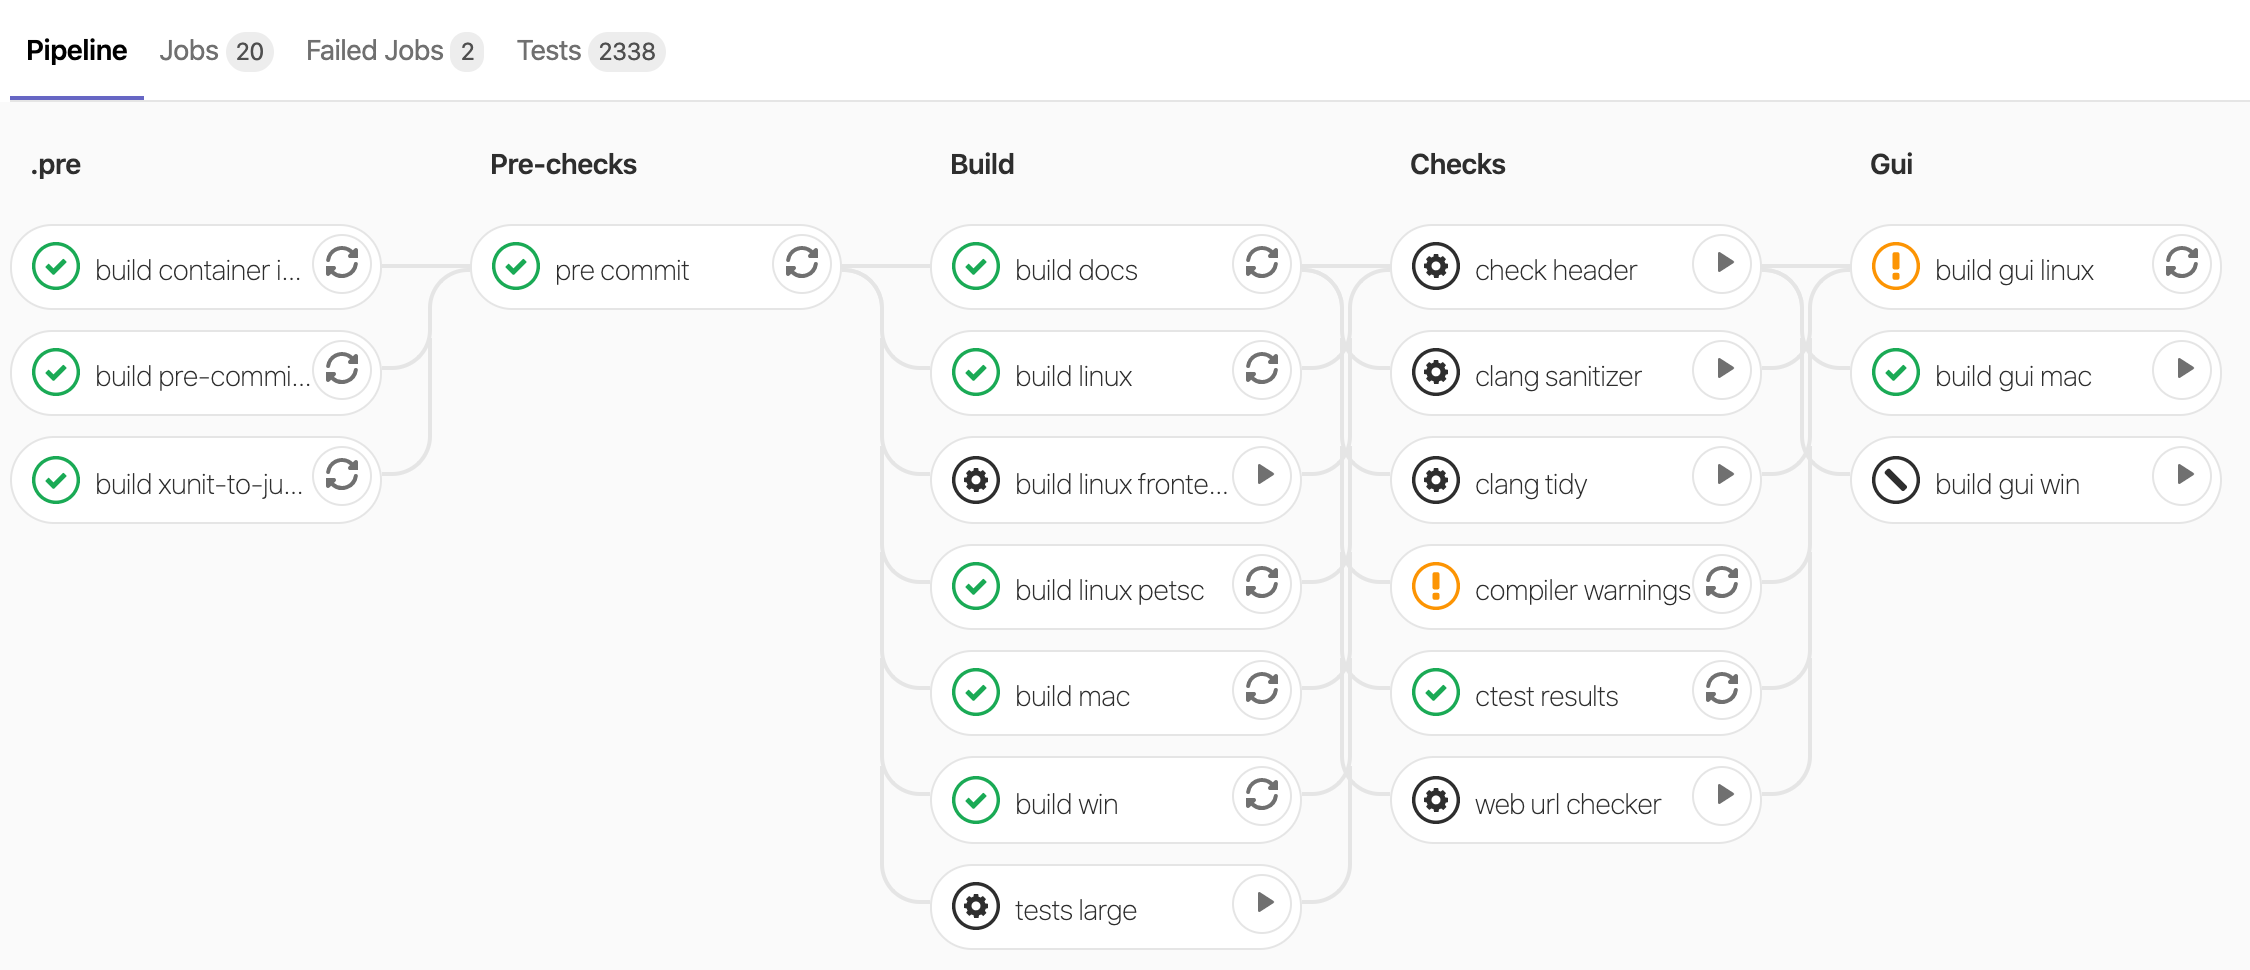 Pipeline Jobs 20 Failed Jobs 2 Tests 2338
.pre
build container i...
build pre-commi...
build xunit-to-ju...
Pre-checks
pre commit
Build
build docs
build linux
build linux fronte...
build linux petsc
build mac
build win
tests large
Checks
check header
clang sanitizer
clang tidy
compiler warnings
ctest results
web url checker
Gui
build gui linux
build gui mac
build gui win